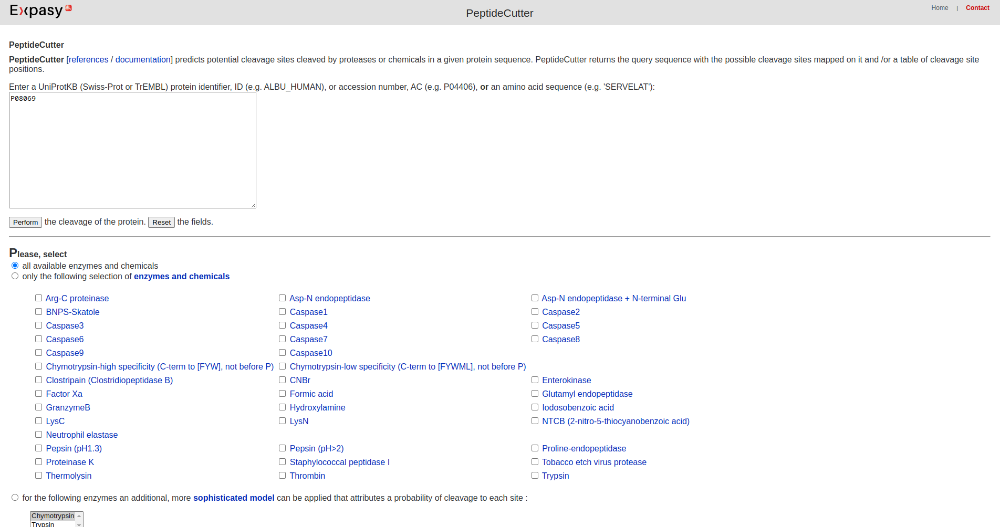 Expasy
PeptideCutter
Home | Contact
PeptideCutter
PeptideCutter [references / documentation] predicts potential cleavage sites cleaved by proteases or chemicals in a given protein sequence. PeptideCutter returns the query sequence with the possible cleavage sites mapped on it and /or a table of cleavage site
positions.
Enter a UniProtKB (Swiss-Prot or TrEMBL) protein identifier, ID (e.g. ALBU_HUMAN), or accession number, AC (e.g. P04406), or an amino acid sequence (e.g. 'SERVELAT'):
P08069
Perform the cleavage of the protein. Reset the fields.
Please, select
all available enzymes and chemicals
only the following selection of enzymes and chemicals
Arg-C proteinase Asp-N endopeptidase Asp-N endopeptidase + N-terminal Glu
BNPS-Skatole Caspase1 Caspase2
Caspase3 Caspase4 Caspase5
Caspase6 Caspase7 Caspase8
Caspase9 Caspase10
Chymotrypsin-high specificity (C-term to [FYW], not before P) Chymotrypsin-low specificity (C-term to [FYWML], not before P)
Clostripain (Clostridiopeptidase B) CNBr Enterokinase
Factor Xa Formic acid Glutamyl endopeptidase
GranzymeB Hydroxylamine Iodosobenzoic acid
LysC LysN NTCB (2-nitro-5-thiocyanobenzoic acid)
Neutrophil elastase
Pepsin (pH1.3) Pepsin (pH>2) Proline-endopeptidase
Proteinase K Staphylococcal peptidase I Tobacco etch virus protease
Thermolysin Thrombin Trypsin
for the following enzymes an additional, more sophisticated model can be applied that attributes a probability of cleavage to each site :
Chymotrypsin
Trypsin